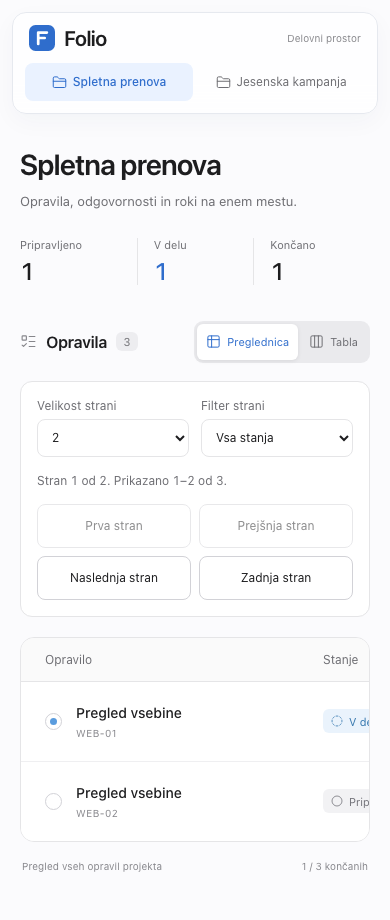 Folio
Delovni prostor
Spletna prenova
Jesenska kampanja
Spletna prenova
Opravila, odgovornosti in roki na enem mestu.
Pripravljeno
V delu
Končano
1
1
1
Opravila
3
Preglednica
Tabla
Velikost strani
Filter strani
2
Vsa stanja
Stran 1 od 2. Prikazano 1–2 od 3.
Prva stran
Prejšnja stran
Naslednja stran
Zadnja stran
Opravilo
Stanje
Pregled vsebine
WEB-01
V de
Pregled vsebine
WEB-02
Prip
Pregled vseh opravil projekta
1 / 3 končanih